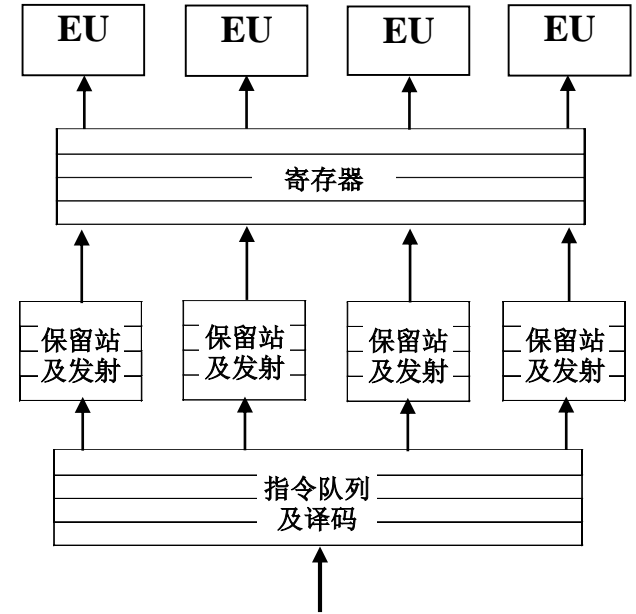 EU EU EU EU
寄存器
保留站 保留站 保留站 保留站
及发射 及发射 及发射 及发射
指令队列
及译码